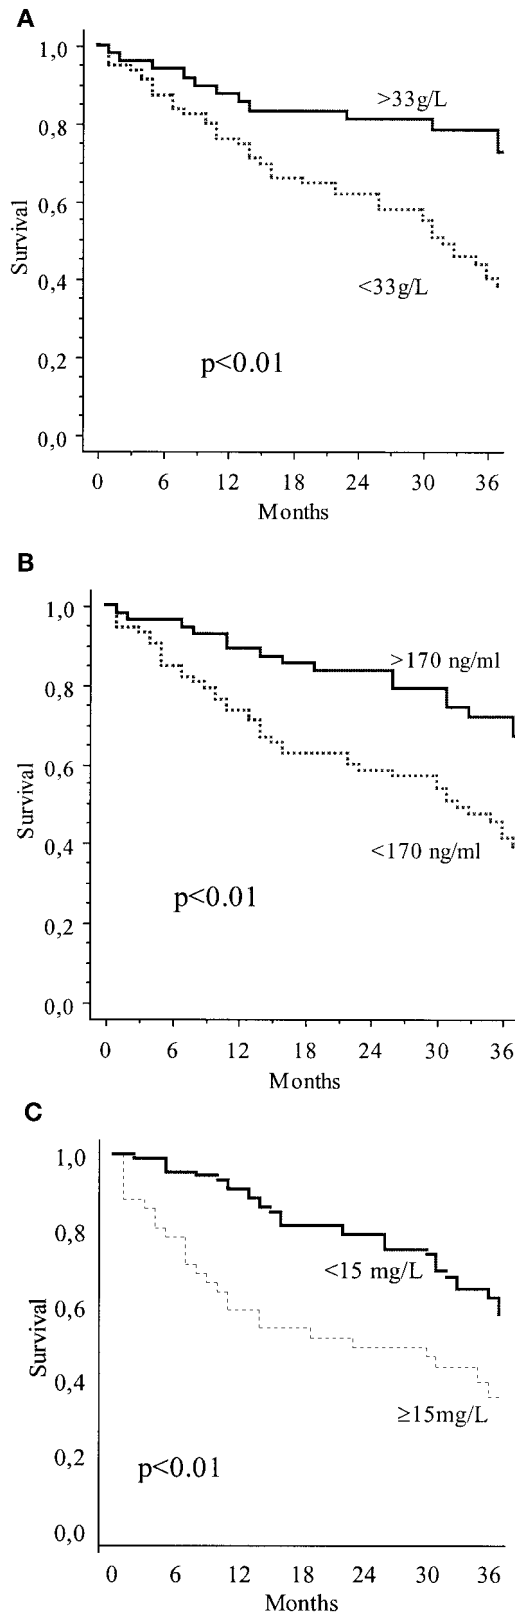 A
1,0
0,8
0,6
0,4
0,2
0,0
Survival
>33g/L
<33g/L
p<0.01
0 6 12 18 24 30 36
Months
B
1,0
0,8
0,6
0,4
0,2
0,0
Survival
>170 ng/ml
<170 ng/ml
p<0.01
0 6 12 18 24 30 36
Months
C
1,0
0,8
0,6
0,4
0,2
0,0
Survival
<15 mg/L
≥15mg/L
p<0.01
0 6 12 18 24 30 36
Months